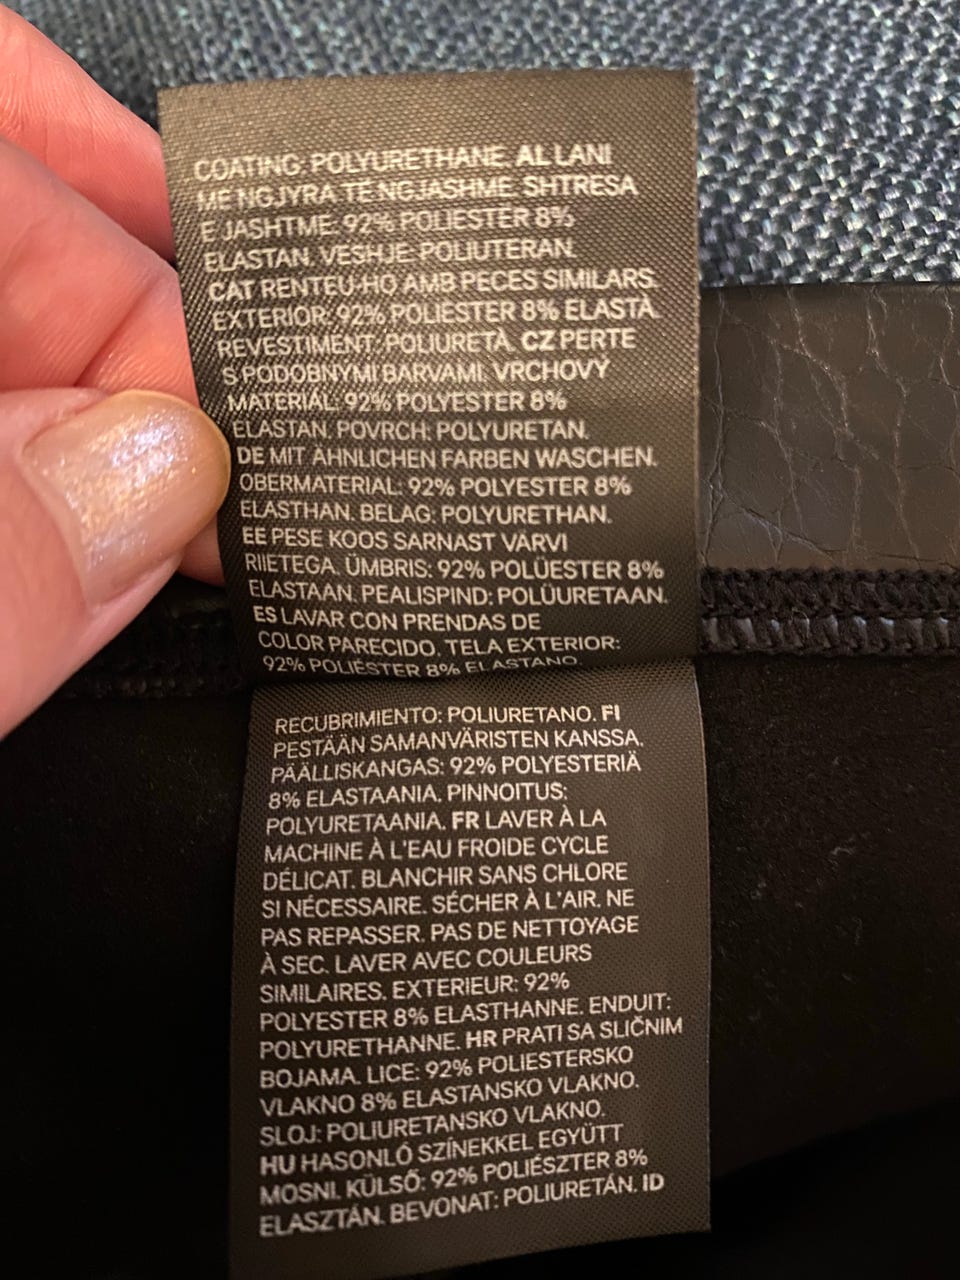 COATING: POLYURETHANE. AL LANI
ME NGJYRA TE NGJASHME. SHTRESA
E JASHTME: 92% POLIESTER 8%
ELASTAN. VESHJE: POLIUTERAN.
CAT RENTEU-HO AMB PECES SIMILARS.
EXTERIOR: 92% POLIESTER 8% ELASTÀ.
REVESTIMENT: POLIURETÀ. CZ PERTE
S PODOBNYMI BARVAMI. VRCHOVÝ
MATERIÁL: 92% POLYESTER 8%
ELASTAN. POVRCH: POLYURETAN.
DE MIT ÄHNLICHEN FARBEN WASCHEN.
OBERMATERIAL: 92% POLYESTER 8%
ELASTHAN. BELAG: POLYURETHAN.
EE PESE KOOS SARNAST VÄRVI
RIIETEGA. ÜMBRIS: 92% POLÜESTER 8%
ELASTAAN. PEALISPIND: POLÜURETAAN.
ES LAVAR CON PRENDAS DE
COLOR PARECIDO. TELA EXTERIOR:
92% POLIÉSTER 8% ELASTANO.
RECUBRIMIENTO: POLIURETANO. FI
PESTÄÄN SAMANVÄRISTEN KANSSA.
PÄÄLLISKANGAS: 92% POLYESTERIÄ
8% ELASTAANIA. PINNOITUS:
POLYURETAANIA. FR LAVER À LA
MACHINE À L'EAU FROIDE CYCLE
DÉLICAT. BLANCHIR SANS CHLORE
SI NÉCESSAIRE. SÉCHER À L'AIR. NE
PAS REPASSER. PAS DE NETTOYAGE
À SEC. LAVER AVEC COULEURS
SIMILAIRES. EXTERIEUR: 92%
POLYESTER 8% ELASTHANNE. ENDUIT:
POLYURETHANNE. HR PRATI SA SLIČNIM
BOJAMA. LICE: 92% POLIESTERSKO
VLAKNO 8% ELASTANSKO VLAKNO.
SLOJ: POLIURETANSKO VLAKNO.
HU HASONLÓ SZÍNEKKEL EGYÜTT
MOSNI. KÜLSŐ: 92% POLIÉSZTER 8%
ELASZTÁN. BEVONAT: POLIURETÁN. ID